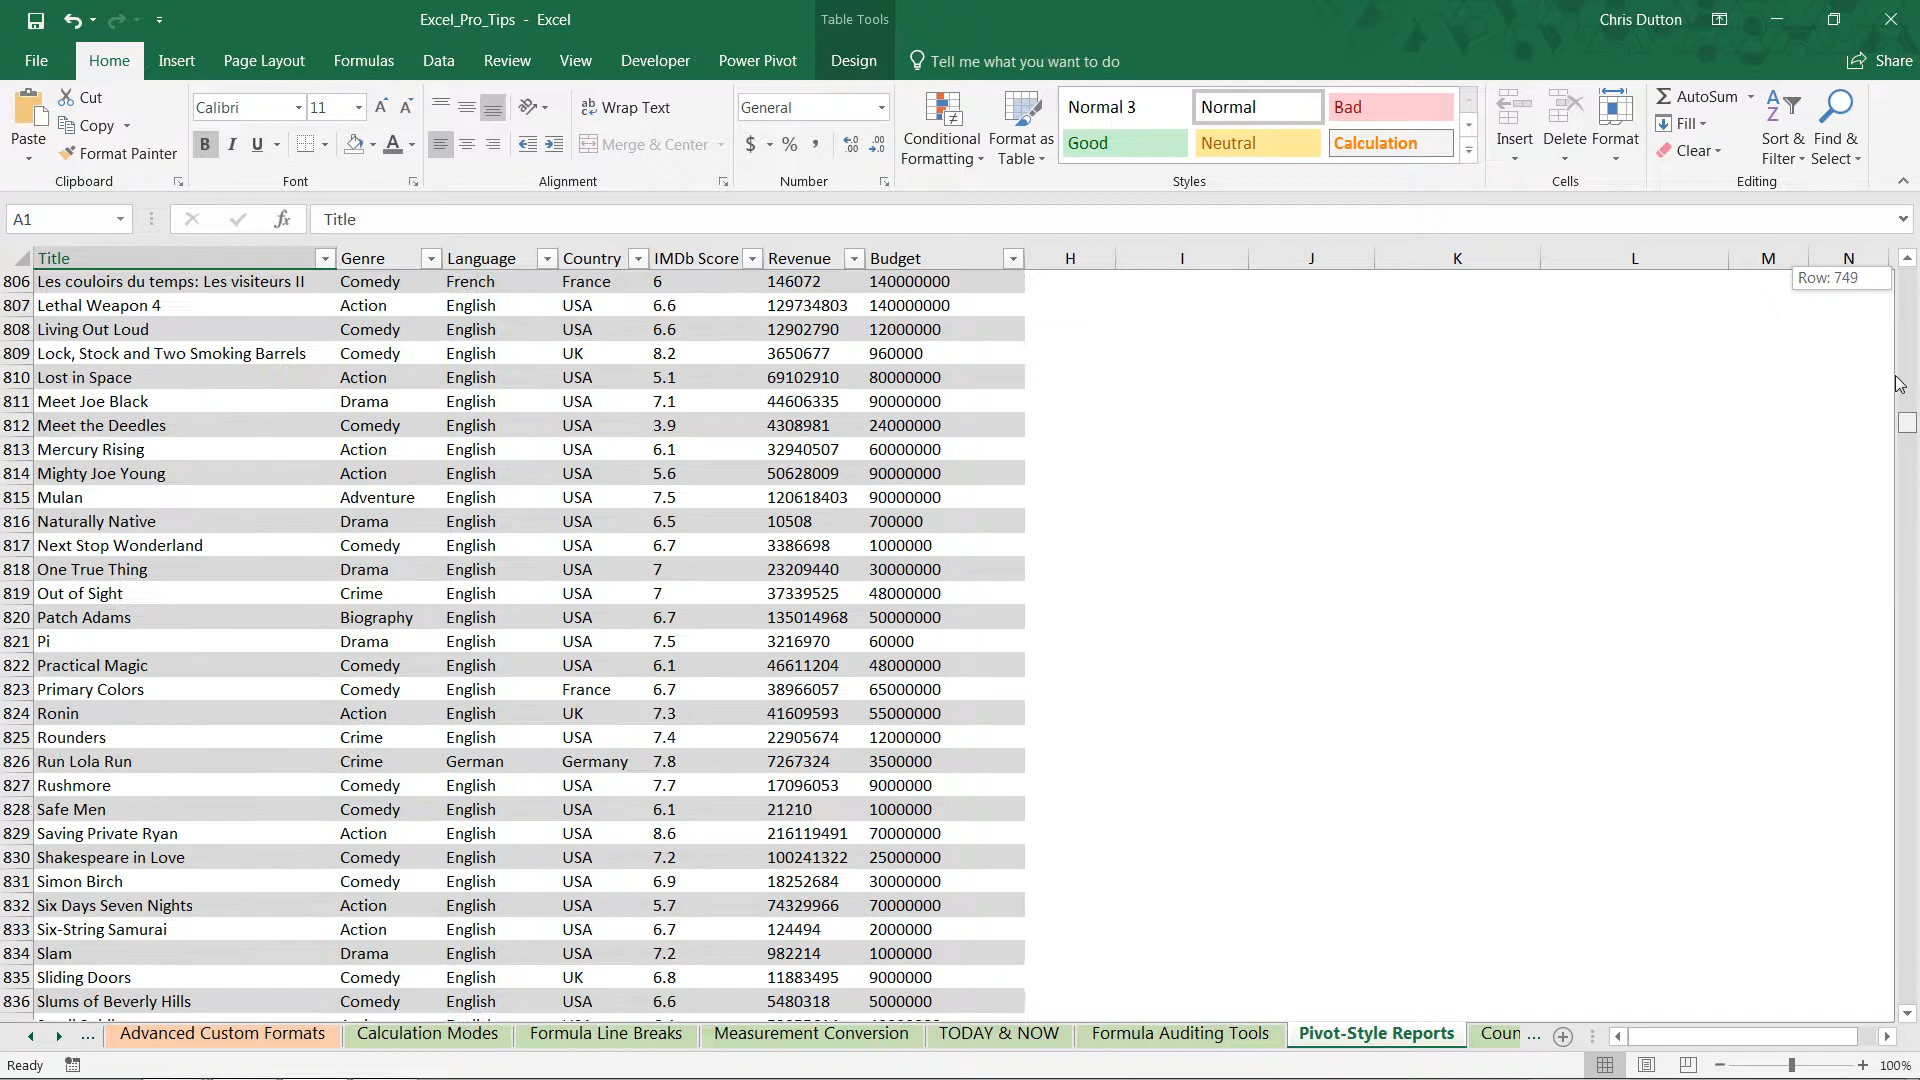 Excel_Pro_Tips - Excel
Table Tools
Chris Dutton
File Home Insert Page Layout Formulas Data Review View Developer Power Pivot Design Tell me what you want to do Share
Paste
Cut
Copy
Format Painter
Clipboard
Calibri 11
B I U A
Font
ab Wrap Text
Merge & Center
Alignment
General
$ %
Number
Conditional Formatting
Format as Table
Normal 3 Normal Bad
Good Neutral Calculation
Styles
Insert Delete Format
Cells
AutoSum
Fill
Clear
Sort & Filter
Find & Select
Editing
A1 fx Title
Title Genre Language Country IMDb Score Revenue Budget H I J K L M N
Row: 749
806 Les couloirs du temps: Les visiteurs II Comedy French France 6 146072 140000000
807 Lethal Weapon 4 Action English USA 6.6 129734803 140000000
808 Living Out Loud Comedy English USA 6.6 12902790 12000000
809 Lock, Stock and Two Smoking Barrels Comedy English UK 8.2 3650677 960000
810 Lost in Space Action English USA 5.1 69102910 80000000
811 Meet Joe Black Drama English USA 7.1 44606335 90000000
812 Meet the Deedles Comedy English USA 3.9 4308981 24000000
813 Mercury Rising Action English USA 6.1 32940507 60000000
814 Mighty Joe Young Action English USA 5.6 50628009 90000000
815 Mulan Adventure English USA 7.5 120618403 90000000
816 Naturally Native Drama English USA 6.5 10508 700000
817 Next Stop Wonderland Comedy English USA 6.7 3386698 1000000
818 One True Thing Drama English USA 7 23209440 30000000
819 Out of Sight Crime English USA 7 37339525 48000000
820 Patch Adams Biography English USA 6.7 135014968 50000000
821 Pi Drama English USA 7.5 3216970 60000
822 Practical Magic Comedy English USA 6.1 46611204 48000000
823 Primary Colors Comedy English France 6.7 38966057 65000000
824 Ronin Action English UK 7.3 41609593 55000000
825 Rounders Crime English USA 7.4 22905674 12000000
826 Run Lola Run Crime German Germany 7.8 7267324 3500000
827 Rushmore Comedy English USA 7.7 17096053 9000000
828 Safe Men Comedy English USA 6.1 21210 1000000
829 Saving Private Ryan Action English USA 8.6 216119491 70000000
830 Shakespeare in Love Comedy English USA 7.2 100241322 25000000
831 Simon Birch Comedy English USA 6.9 18252684 30000000
832 Six Days Seven Nights Action English USA 5.7 74329966 70000000
833 Six-String Samurai Action English USA 6.7 124494 2000000
834 Slam Drama English USA 7.2 982214 1000000
835 Sliding Doors Comedy English UK 6.8 11883495 9000000
836 Slums of Beverly Hills Comedy English USA 6.6 5480318 5000000
... Advanced Custom Formats Calculation Modes Formula Line Breaks Measurement Conversion TODAY & NOW Formula Auditing Tools Pivot-Style Reports Coun ...
Ready 100%